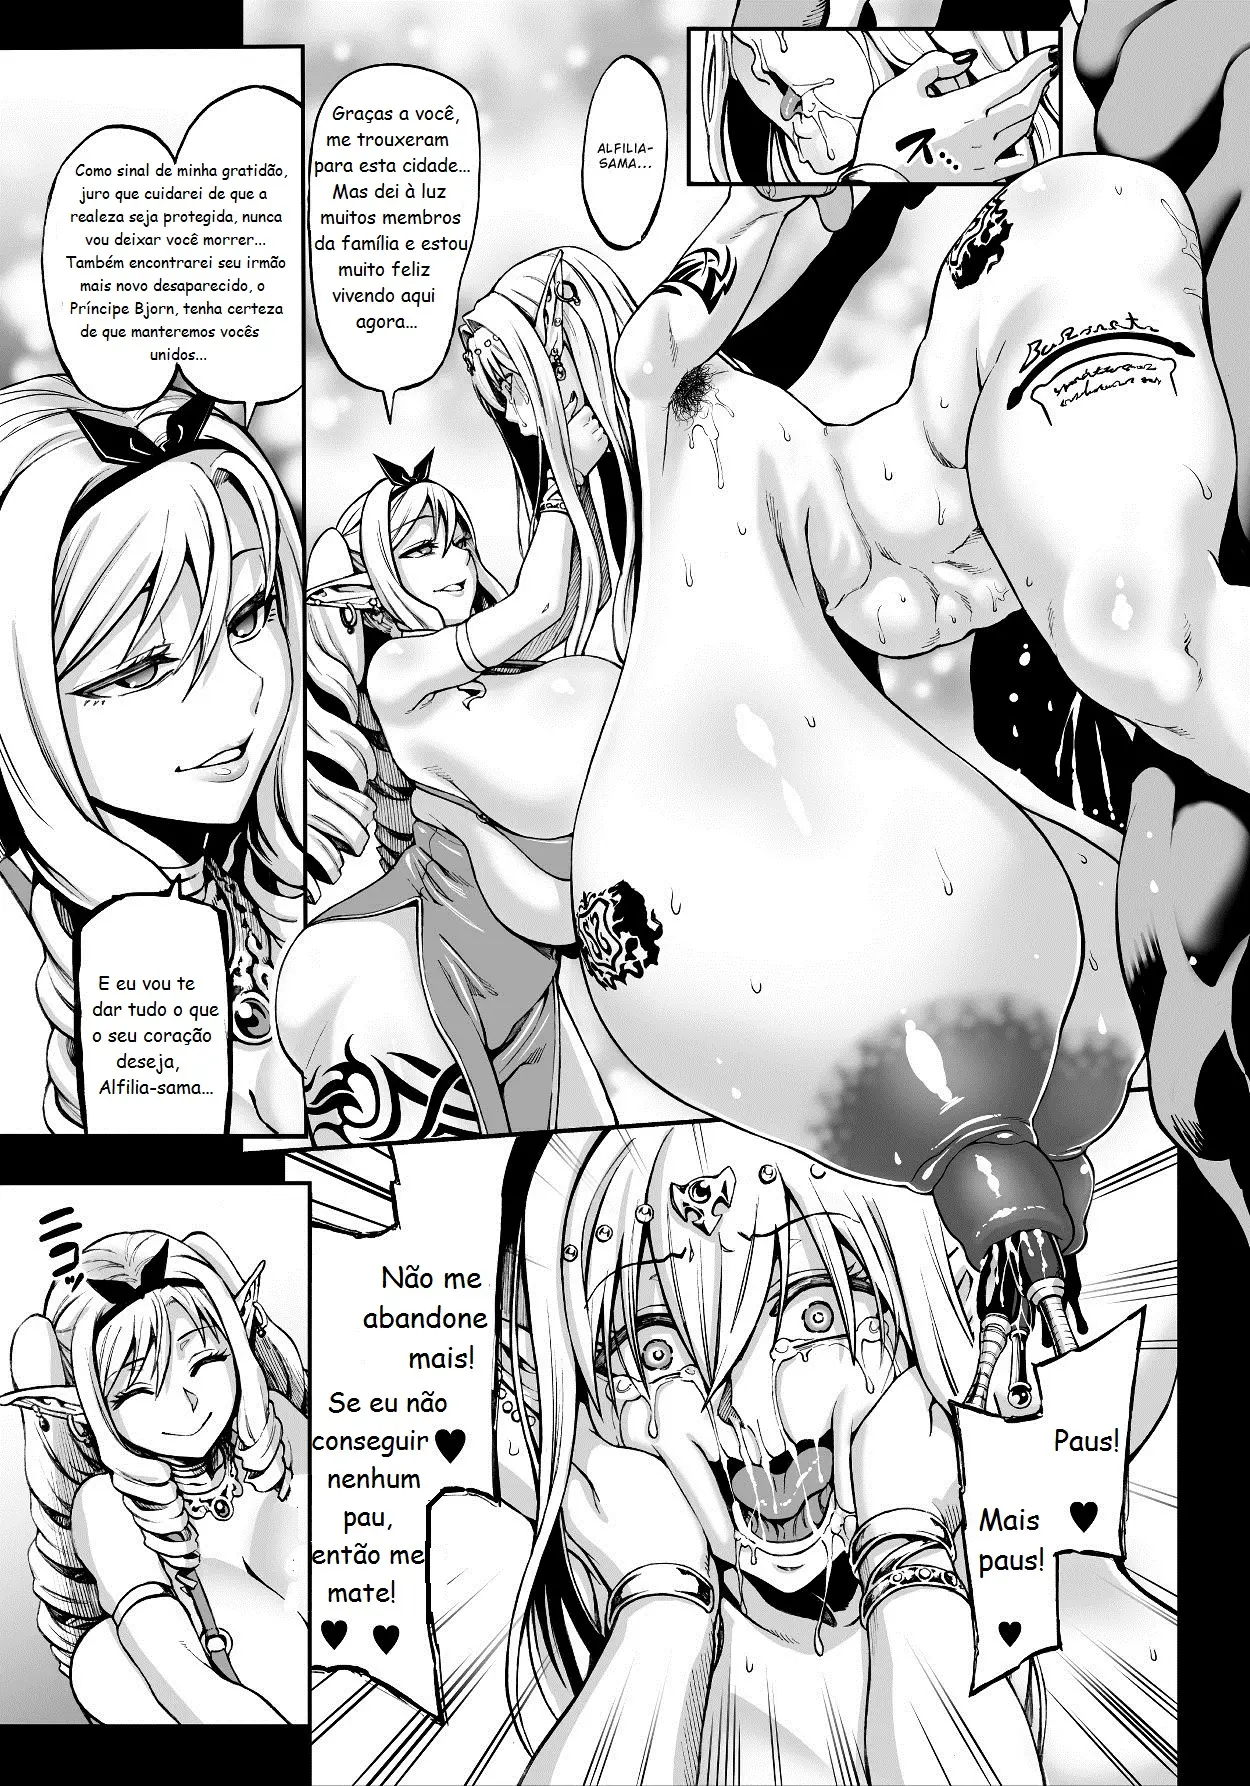 ALFILIA-
SAMA...
Graças a você,
me trouxeram
para esta cidade...
Mas dei à luz
muitos membros
da família e estou
muito feliz
vivendo aqui
agora...
Como sinal de minha gratidão,
juro que cuidarei de que a
realeza seja protegida, nunca
vou deixar você morrer...
Também encontrarei seu irmão
mais novo desaparecido, o
Príncipe Bjorn, tenha certeza
de que manteremos vocês
unidos...
E eu vou te
dar tudo o que
o seu coração
deseja,
Alfilia-sama...
Paus!
Mais
paus!
Não me
abandone
mais!
Se eu não
conseguir
nenhum
pau,
então me
mate!